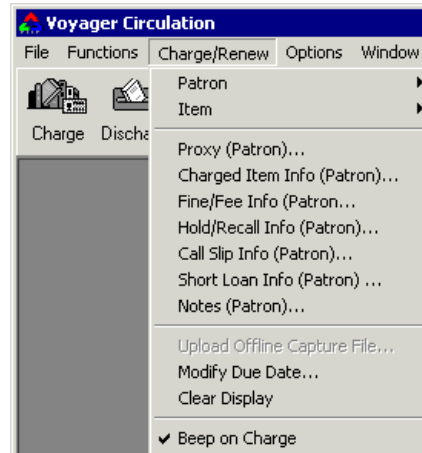 Voyager Circulation
File Functions Charge/Renew Options Window
Charge Discha
Patron
Item
Proxy (Patron)...
Charged Item Info (Patron)...
Fine/Fee Info (Patron...
Hold/Recall Info (Patron)...
Call Slip Info (Patron)...
Short Loan Info (Patron) ...
Notes (Patron)...
Upload Offline Capture File...
Modify Due Date...
Clear Display
Beep on Charge